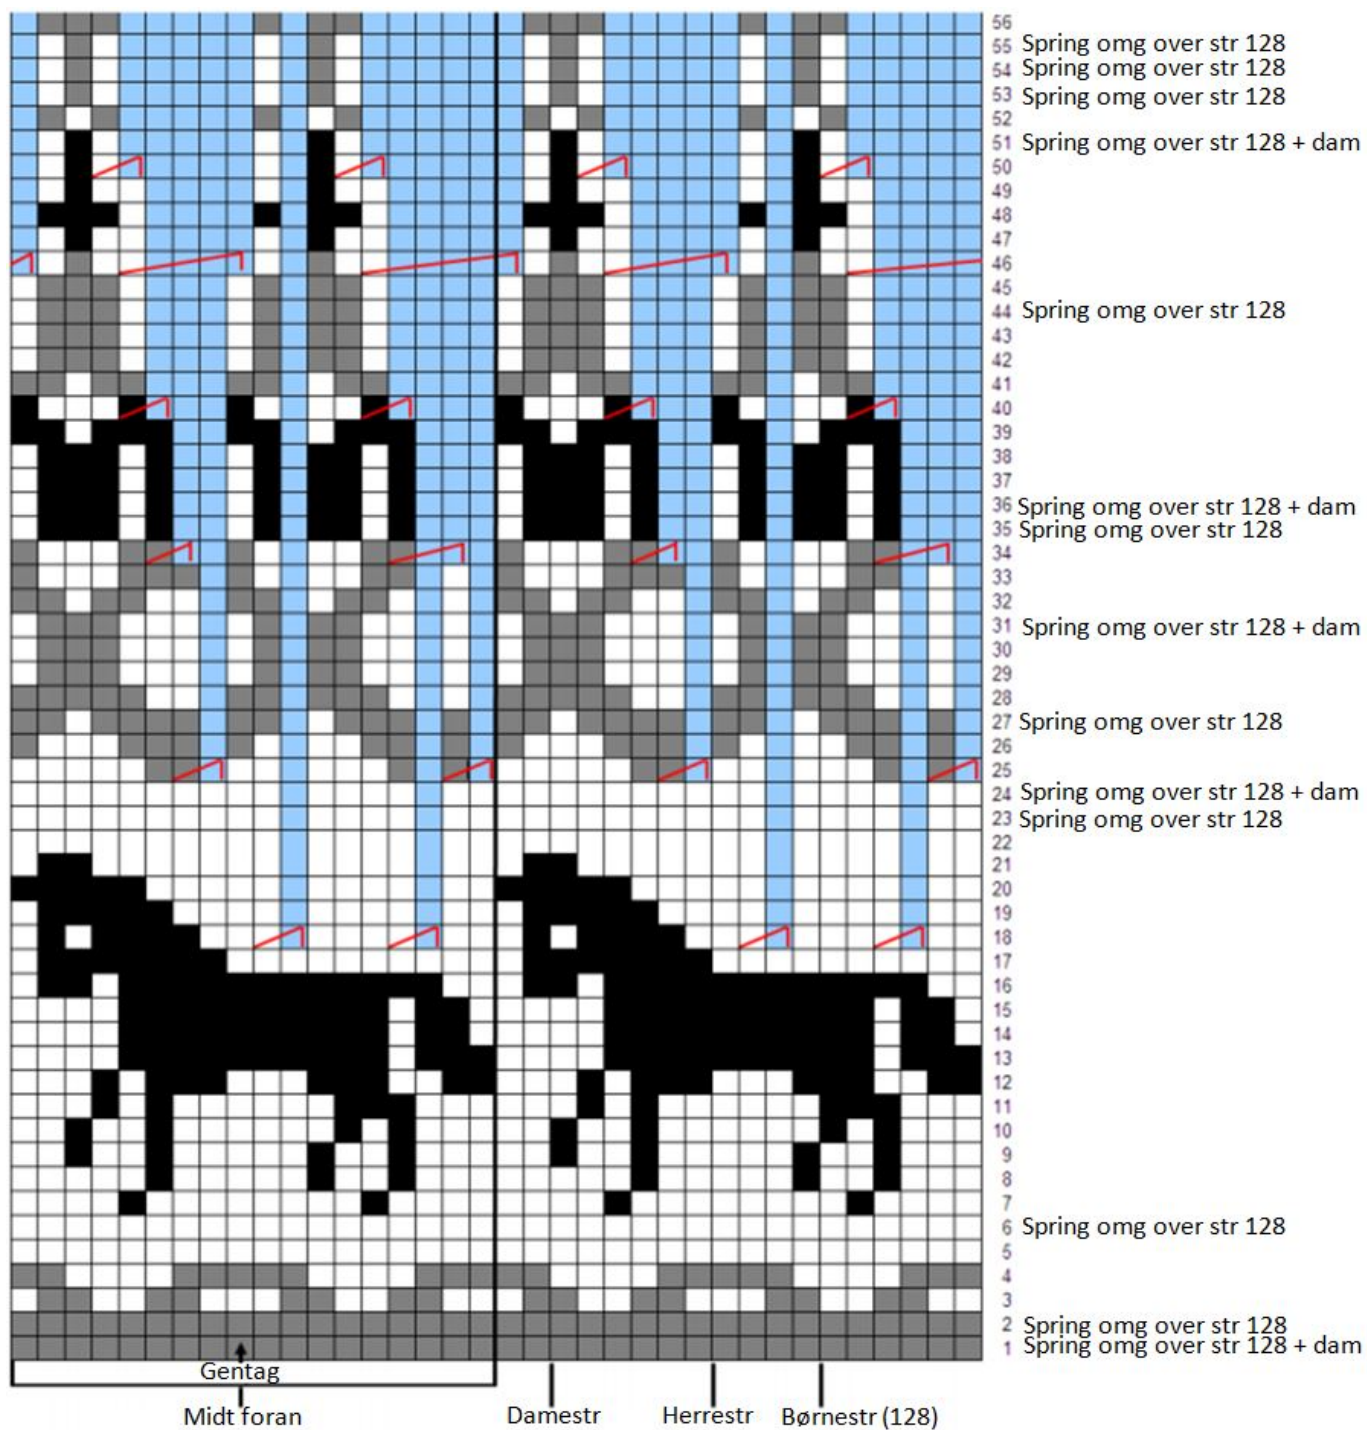 56
55 Spring omg over str 128
54 Spring omg over str 128
53 Spring omg over str 128
52
51 Spring omg over str 128 + dam
50
49
48
47
46
45
44 Spring omg over str 128
43
42
41
40
39
38
37
36 Spring omg over str 128 + dam
35 Spring omg over str 128
34
33
32
31 Spring omg over str 128 + dam
30
29
28
27 Spring omg over str 128
26
25
24 Spring omg over str 128 + dam
23 Spring omg over str 128
22
21
20
19
18
17
16
15
14
13
12
11
10
9
8
7
6 Spring omg over str 128
5
4
3
2 Spring omg over str 128
1 Spring omg over str 128 + dam
Gentag
Midt foran Damestr Herrestr Børnestr (128)